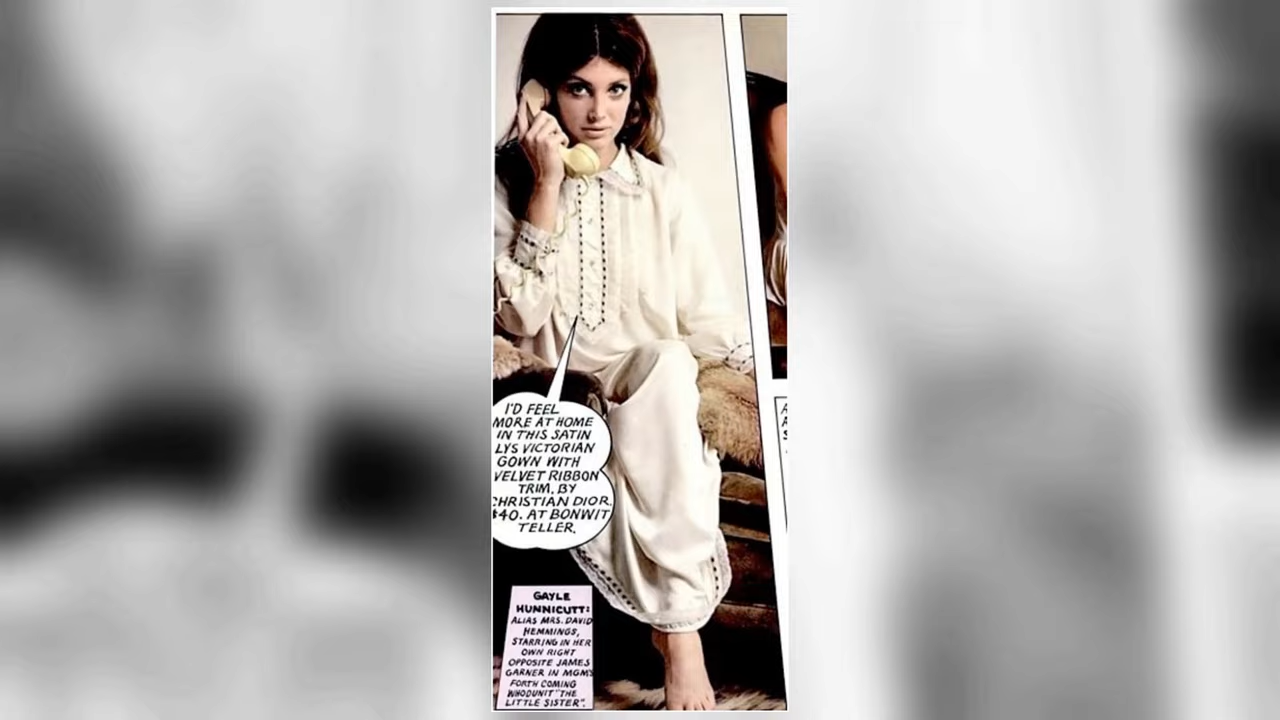 I'D FEEL
MORE AT HOME
IN THIS SATIN
LYS VICTORIAN
GOWN WITH
VELVET RIBBON
TRIM, BY
CHRISTIAN DIOR.
$40. AT BONWIT
TELLER.
GAYLE
HUNNICUTT:
ALIAS MRS. DAVID
HEMMINGS,
STARRING IN HER
OWN RIGHT
OPPOSITE JAMES
GARNER IN MGM'S
FORTH COMING
WHODUNIT "THE
LITTLE SISTER".